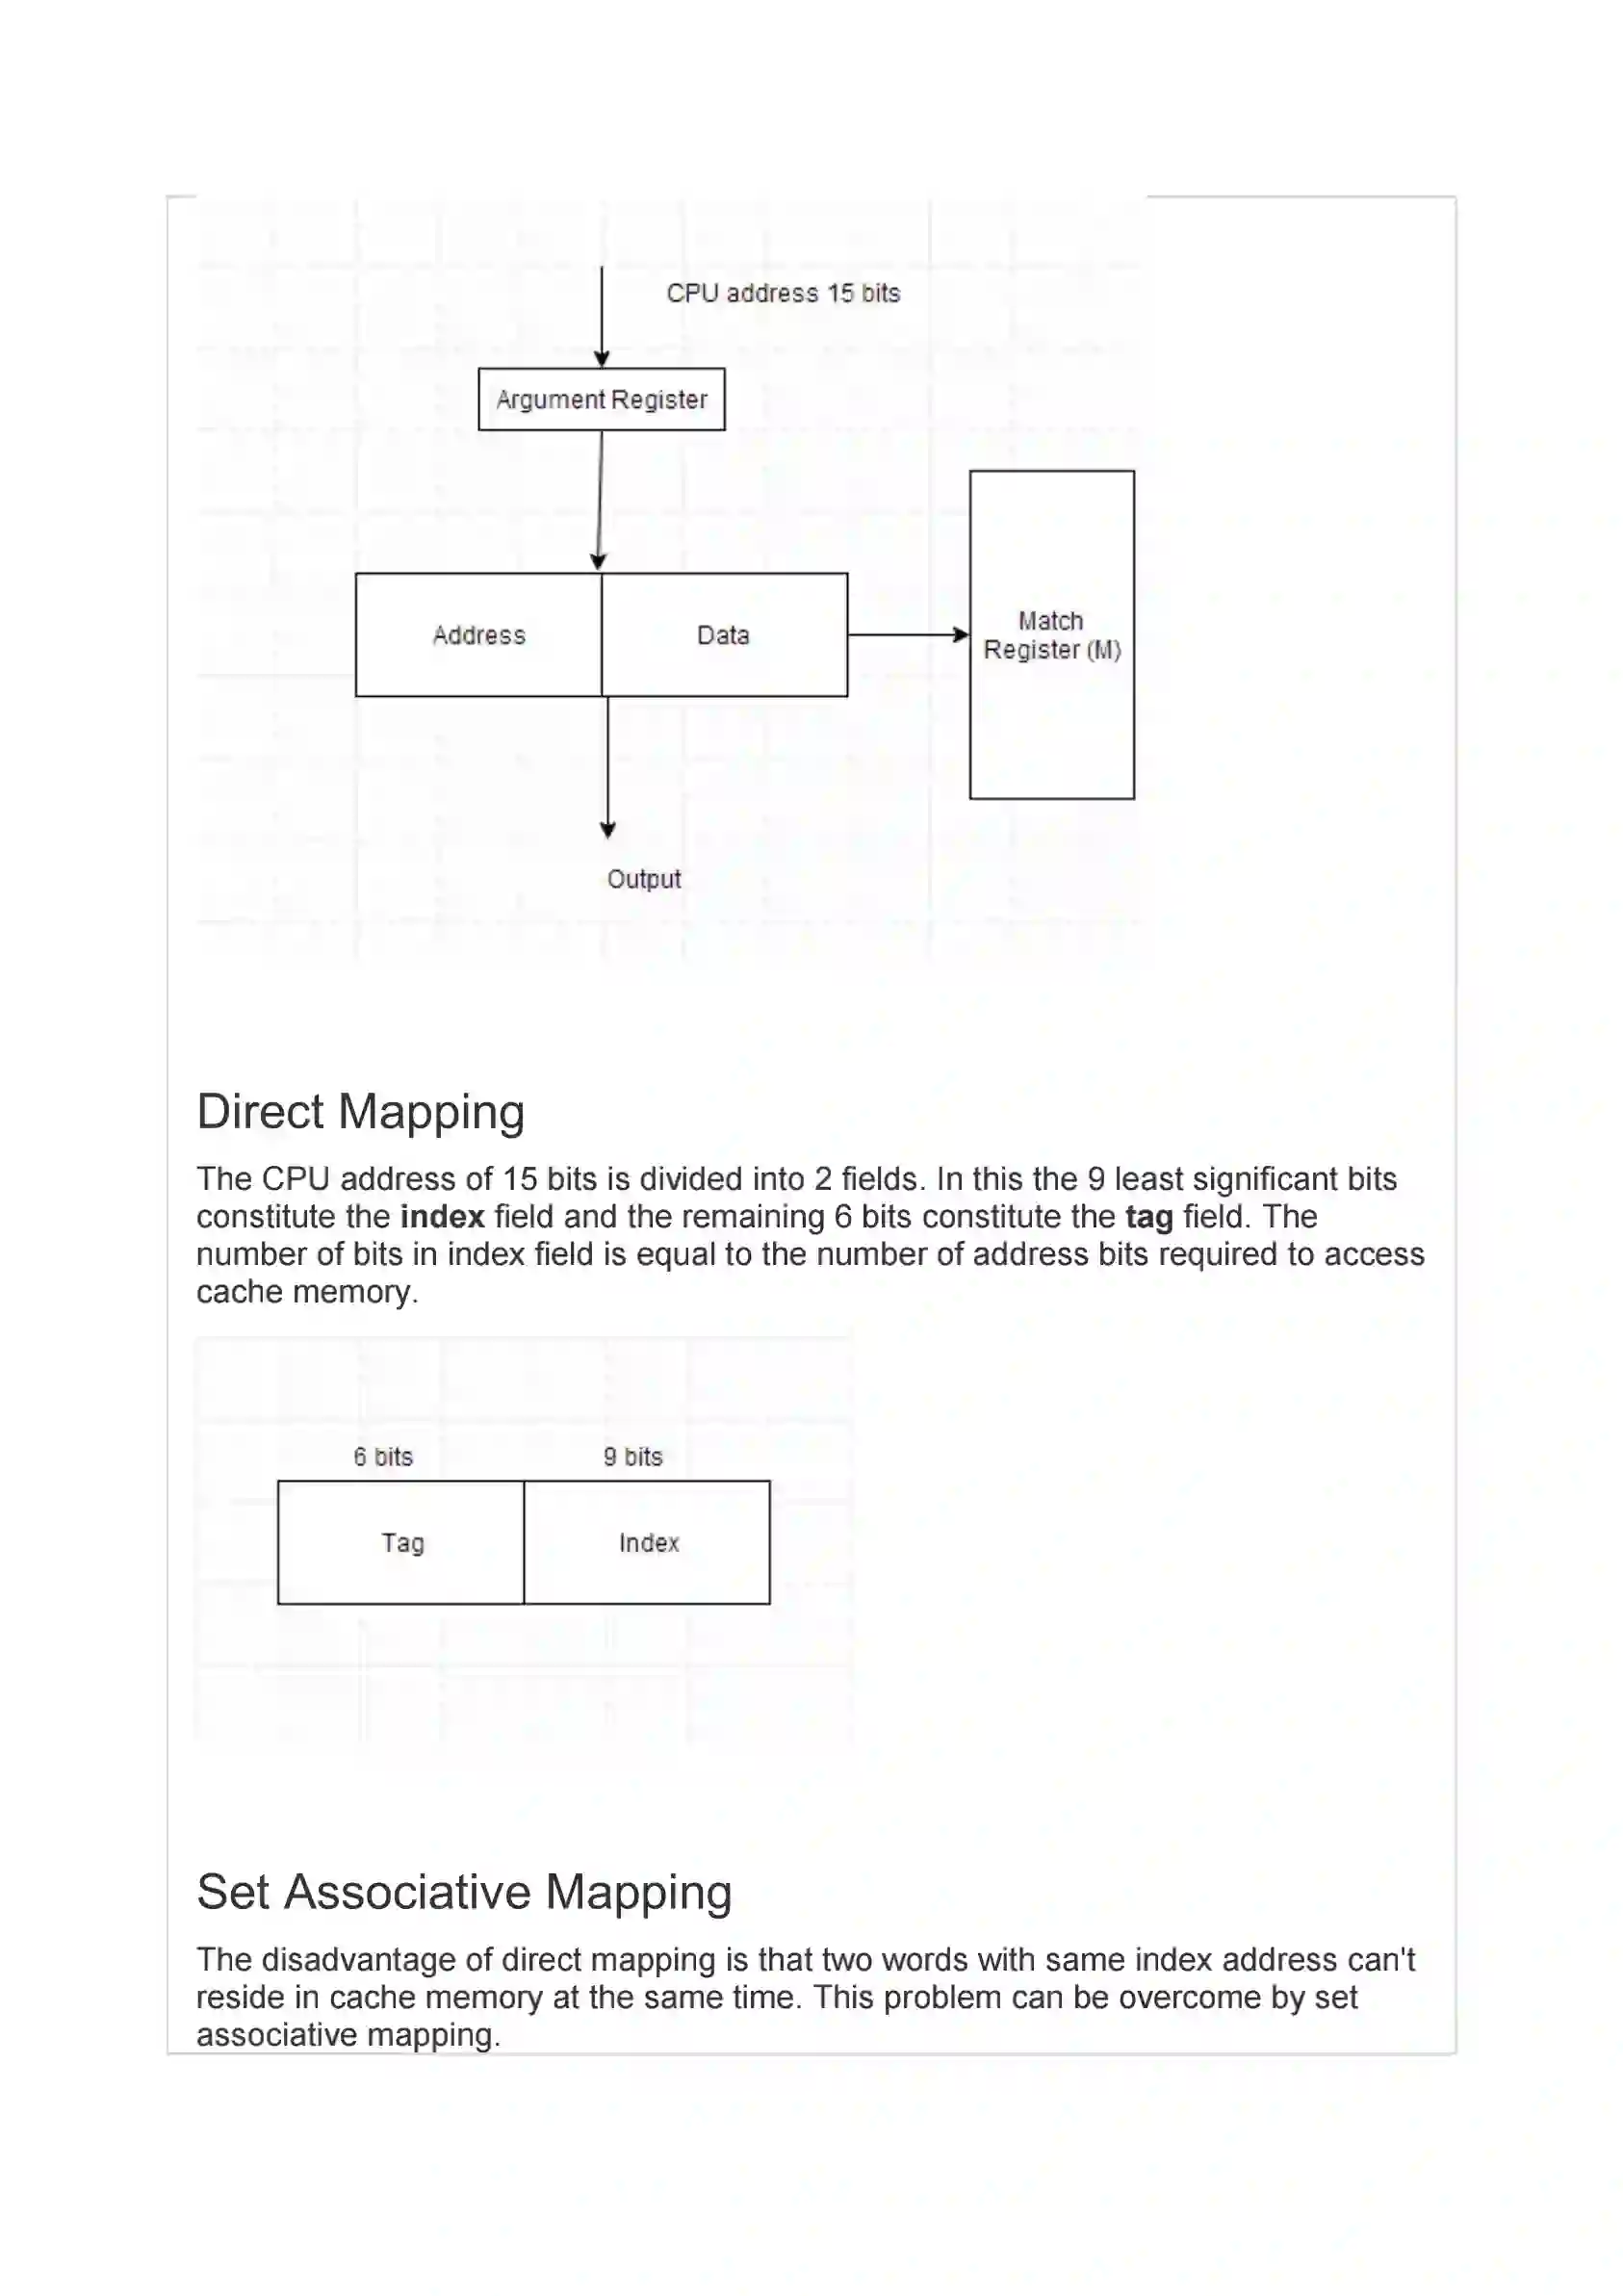 CPU address 15 bits
Argument Register
Address
Data
Match
Register (M)
Output
Direct Mapping
The CPU address of 15 bits is divided into 2 fields. In this the 9 least significant bits
constitute the index field and the remaining 6 bits constitute the tag field. The
number of bits in index field is equal to the number of address bits required to access
cache memory.
6 bits
9 bits
Tag
Index
Set Associative Mapping
The disadvantage of direct mapping is that two words with same index address can't
reside in cache memory at the same time. This problem can be overcome by set
associative mapping.